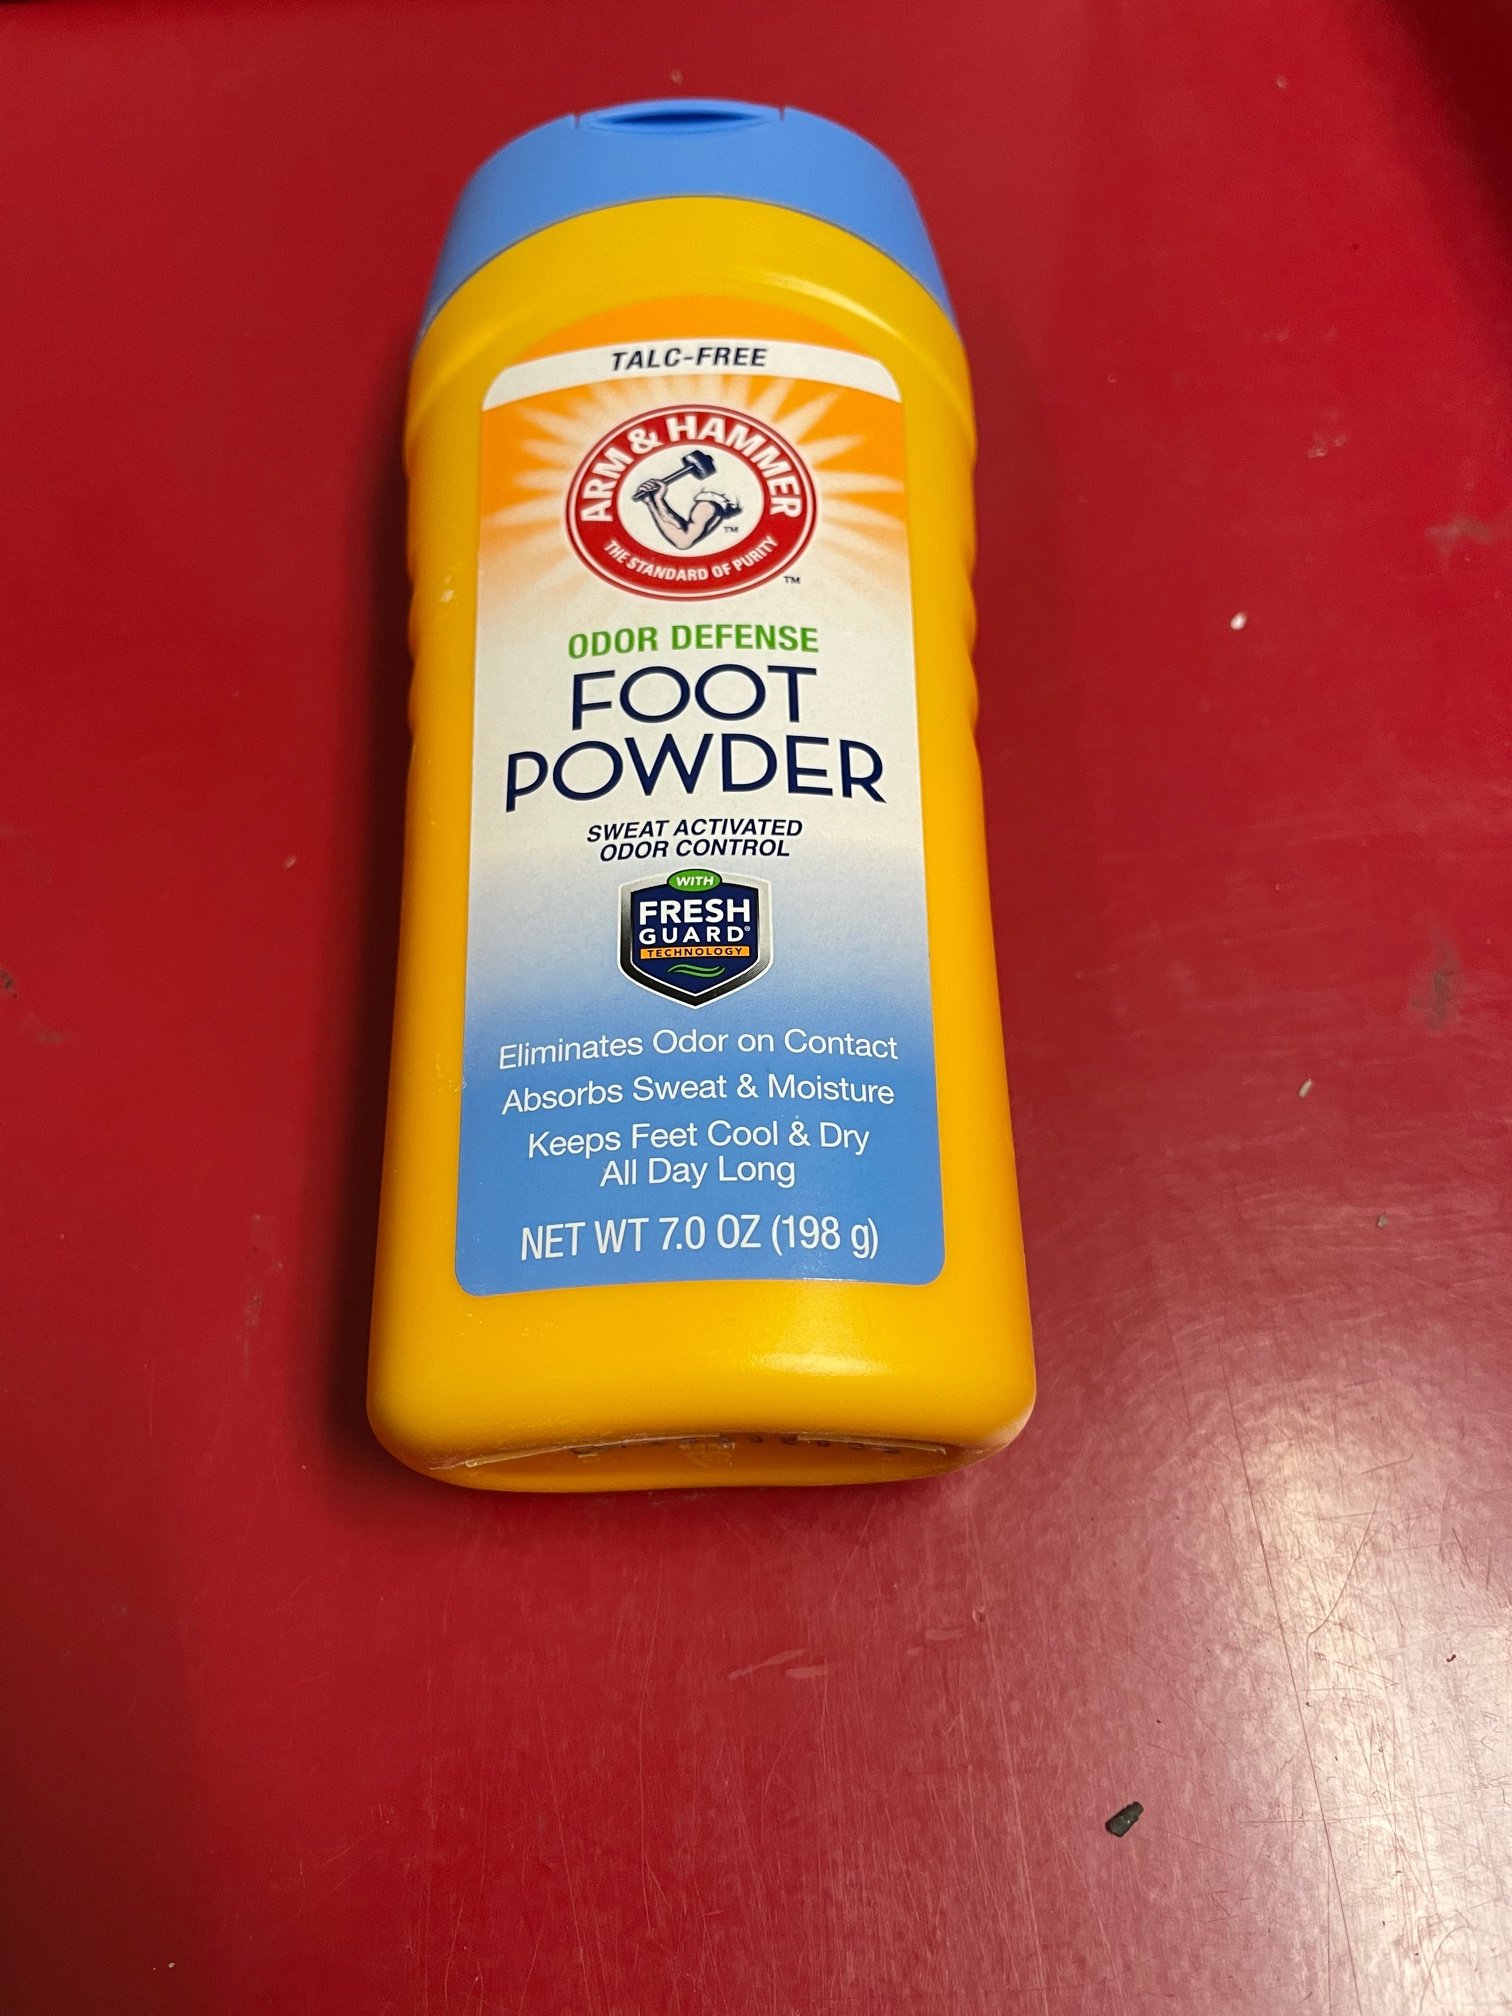 TALC-FREE
ARM & HAMMER
™
THE STANDARD OF PURITY
™
ODOR DEFENSE
FOOT
POWDER
SWEAT ACTIVATED
ODOR CONTROL
WITH
FRESH
GUARD®
TECHNOLOGY
Eliminates Odor on Contact
Absorbs Sweat & Moisture
Keeps Feet Cool & Dry
All Day Long
NET WT 7.0 OZ (198 g)